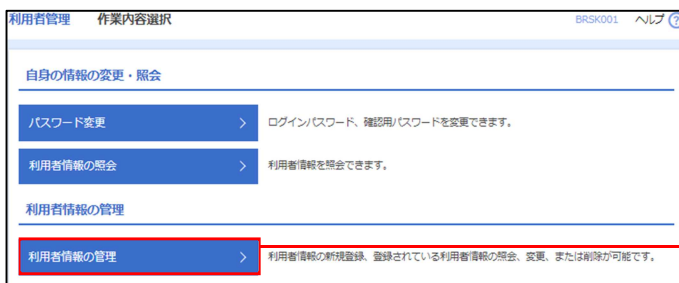 利用者管理 作業内容選択 BRSK001 ヘルプ ?
自身の情報の変更・照会
パスワード変更 ログインパスワード、確認用パスワードを変更できます。
利用者情報の照会 利用者情報を照会できます。
利用者情報の管理
利用者情報の管理 利用者情報の新規登録、登録されている利用者情報の照会、変更、または削除が可能です。